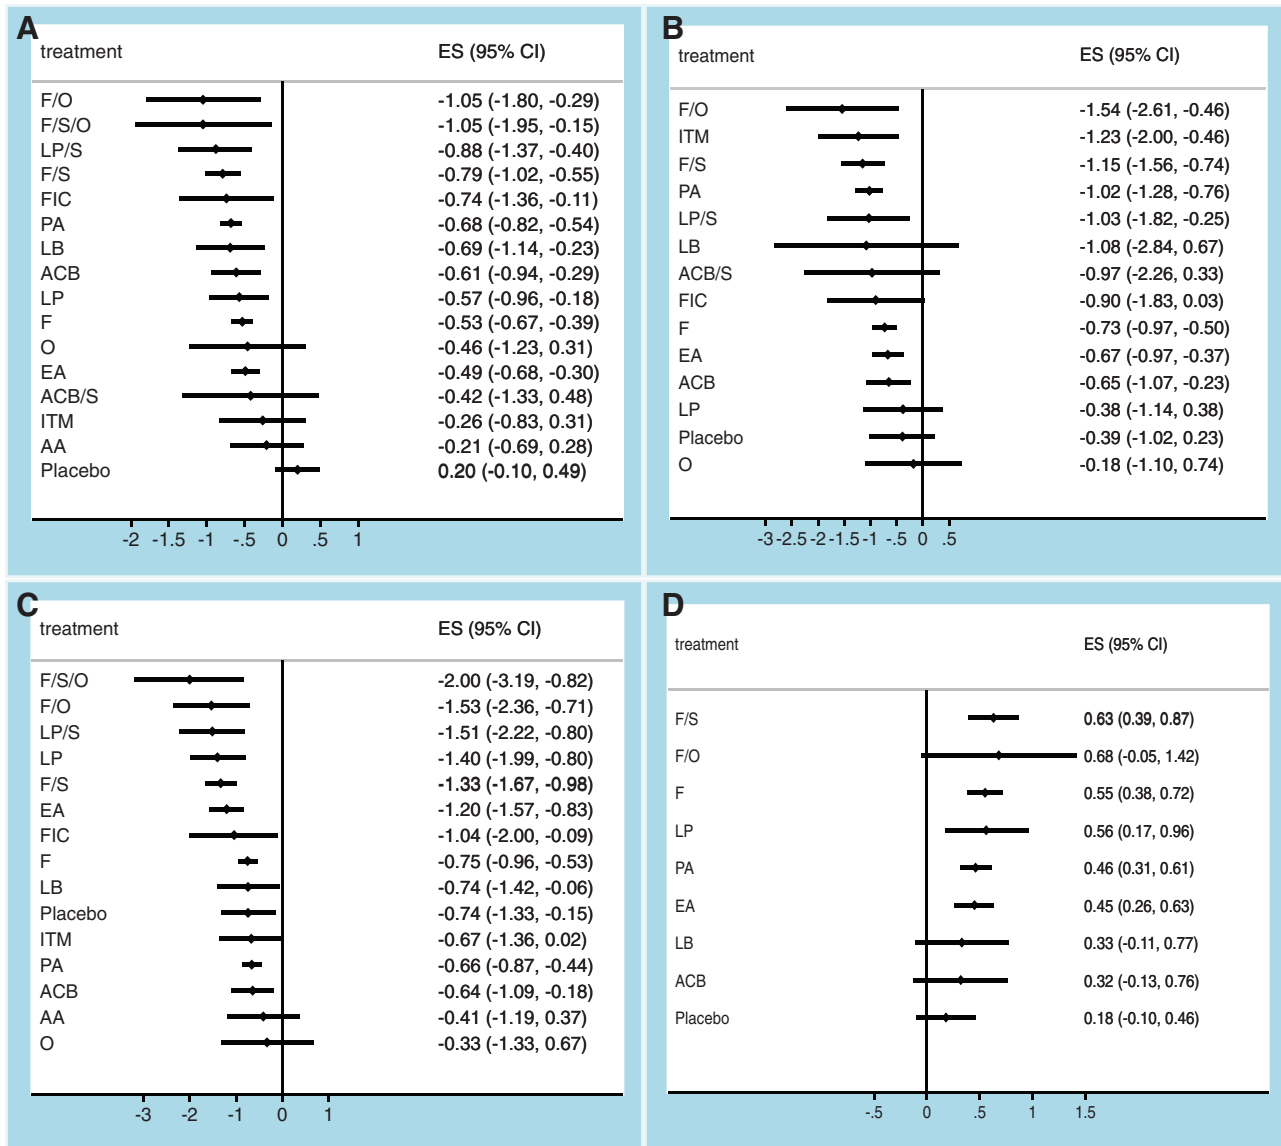 A
treatment ES (95% CI)
F/O -1.05 (-1.80, -0.29)
F/S/O -1.05 (-1.95, -0.15)
LP/S -0.88 (-1.37, -0.40)
F/S -0.79 (-1.02, -0.55)
FIC -0.74 (-1.36, -0.11)
PA -0.68 (-0.82, -0.54)
LB -0.69 (-1.14, -0.23)
ACB -0.61 (-0.94, -0.29)
LP -0.57 (-0.96, -0.18)
F -0.53 (-0.67, -0.39)
O -0.46 (-1.23, 0.31)
EA -0.49 (-0.68, -0.30)
ACB/S -0.42 (-1.33, 0.48)
ITM -0.26 (-0.83, 0.31)
AA -0.21 (-0.69, 0.28)
Placebo 0.20 (-0.10, 0.49)
-2 -1.5 -1 -.5 0 .5 1
B
treatment ES (95% CI)
F/O -1.54 (-2.61, -0.46)
ITM -1.23 (-2.00, -0.46)
F/S -1.15 (-1.56, -0.74)
PA -1.02 (-1.28, -0.76)
LP/S -1.03 (-1.82, -0.25)
LB -1.08 (-2.84, 0.67)
ACB/S -0.97 (-2.26, 0.33)
FIC -0.90 (-1.83, 0.03)
F -0.73 (-0.97, -0.50)
EA -0.67 (-0.97, -0.37)
ACB -0.65 (-1.07, -0.23)
LP -0.38 (-1.14, 0.38)
Placebo -0.39 (-1.02, 0.23)
O -0.18 (-1.10, 0.74)
-3 -2.5 -2 -1.5 -1 -.5 0 .5
C
treatment ES (95% CI)
F/S/O -2.00 (-3.19, -0.82)
F/O -1.53 (-2.36, -0.71)
LP/S -1.51 (-2.22, -0.80)
LP -1.40 (-1.99, -0.80)
F/S -1.33 (-1.67, -0.98)
EA -1.20 (-1.57, -0.83)
FIC -1.04 (-2.00, -0.09)
F -0.75 (-0.96, -0.53)
LB -0.74 (-1.42, -0.06)
Placebo -0.74 (-1.33, -0.15)
ITM -0.67 (-1.36, 0.02)
PA -0.66 (-0.87, -0.44)
ACB -0.64 (-1.09, -0.18)
AA -0.41 (-1.19, 0.37)
O -0.33 (-1.33, 0.67)
-3 -2 -1 0 1
D
treatment ES (95% CI)
F/S 0.63 (0.39, 0.87)
F/O 0.68 (-0.05, 1.42)
F 0.55 (0.38, 0.72)
LP 0.56 (0.17, 0.96)
PA 0.46 (0.31, 0.61)
EA 0.45 (0.26, 0.63)
LB 0.33 (-0.11, 0.77)
ACB 0.32 (-0.13, 0.76)
Placebo 0.18 (-0.10, 0.46)
-.5 0 .5 1 1.5